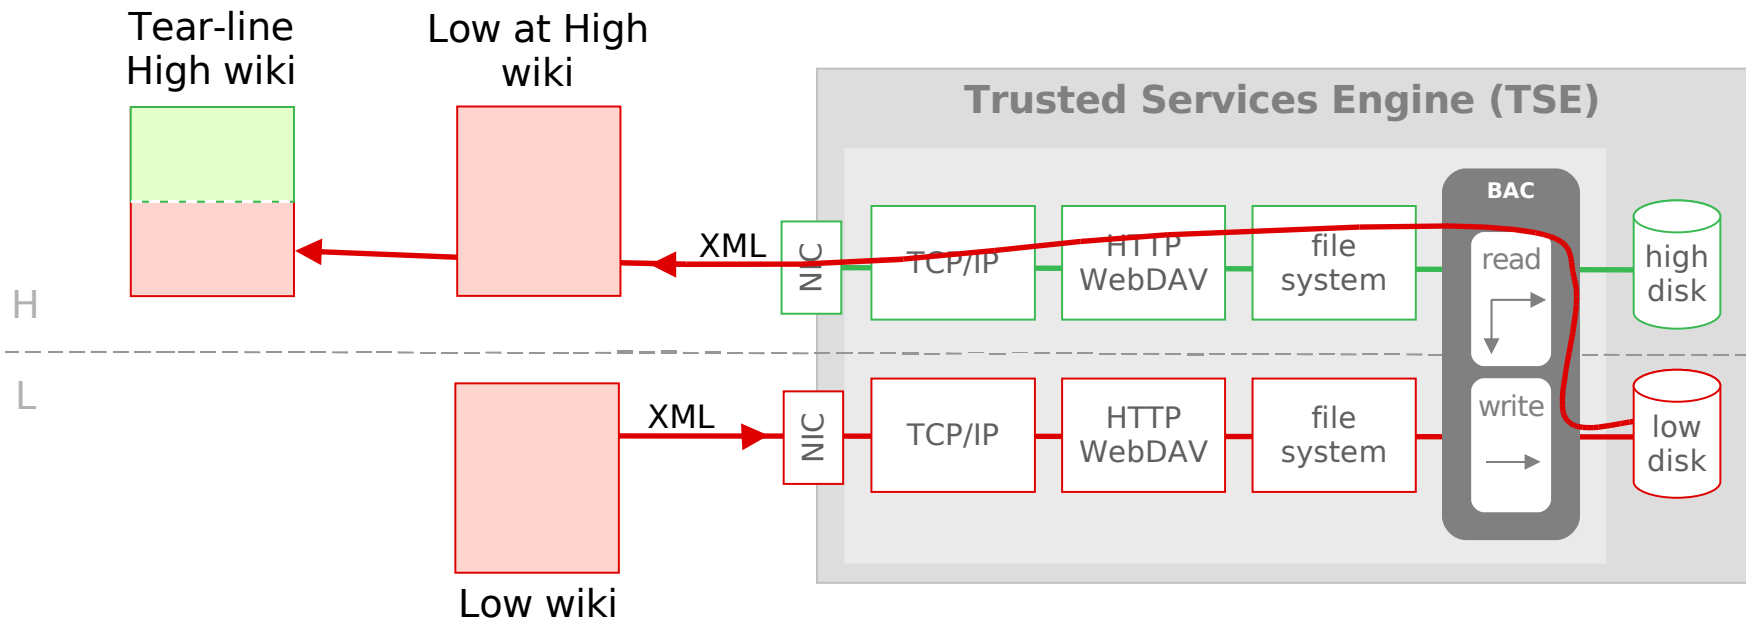 Tear-line
High wiki
Low at High
wiki
Trusted Services Engine (TSE)
BAC
XML
NIC
TCP/IP
HTTP
WebDAV
file
system
read
high
disk
H
L
XML
NIC
TCP/IP
HTTP
WebDAV
file
system
write
low
disk
Low wiki